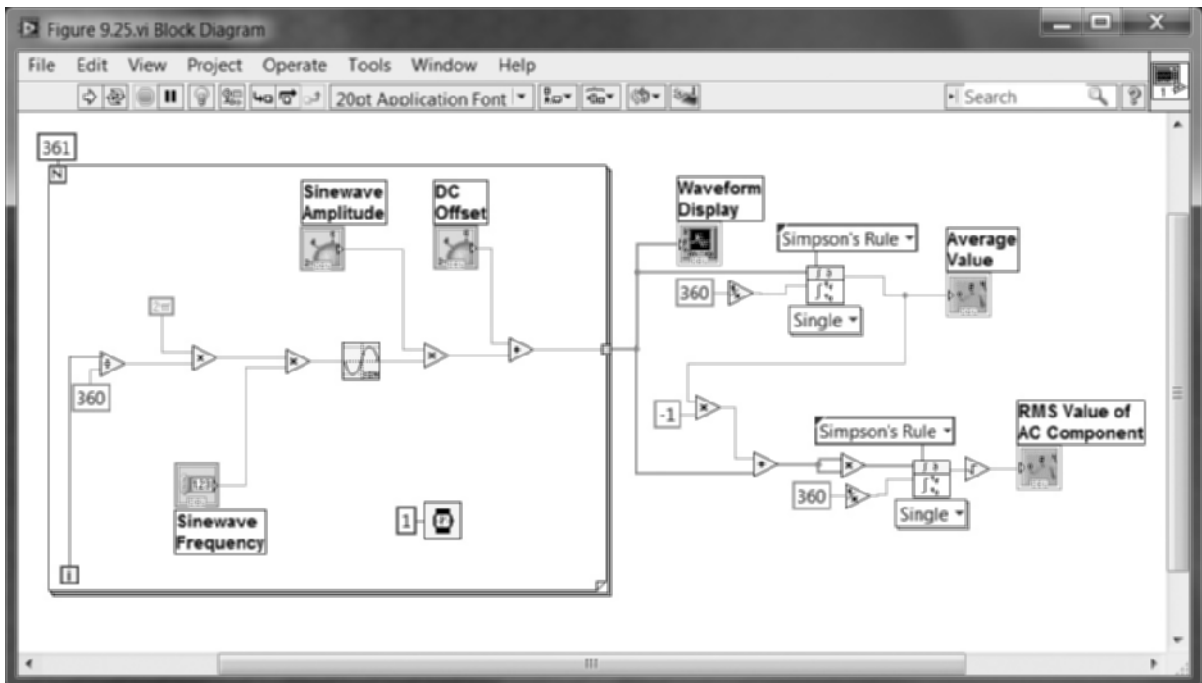 Figure 9.25.vi Block Diagram
File Edit View Project Operate Tools Window Help
20pt Application Font
Search
361
N
Sinewave
Amplitude
DC
Offset
Waveform
Display
Simpson's Rule
Average
Value
360
Single
2π
360
-1
Simpson's Rule
RMS Value of
AC Component
360
Single
Sinewave
Frequency
1
i